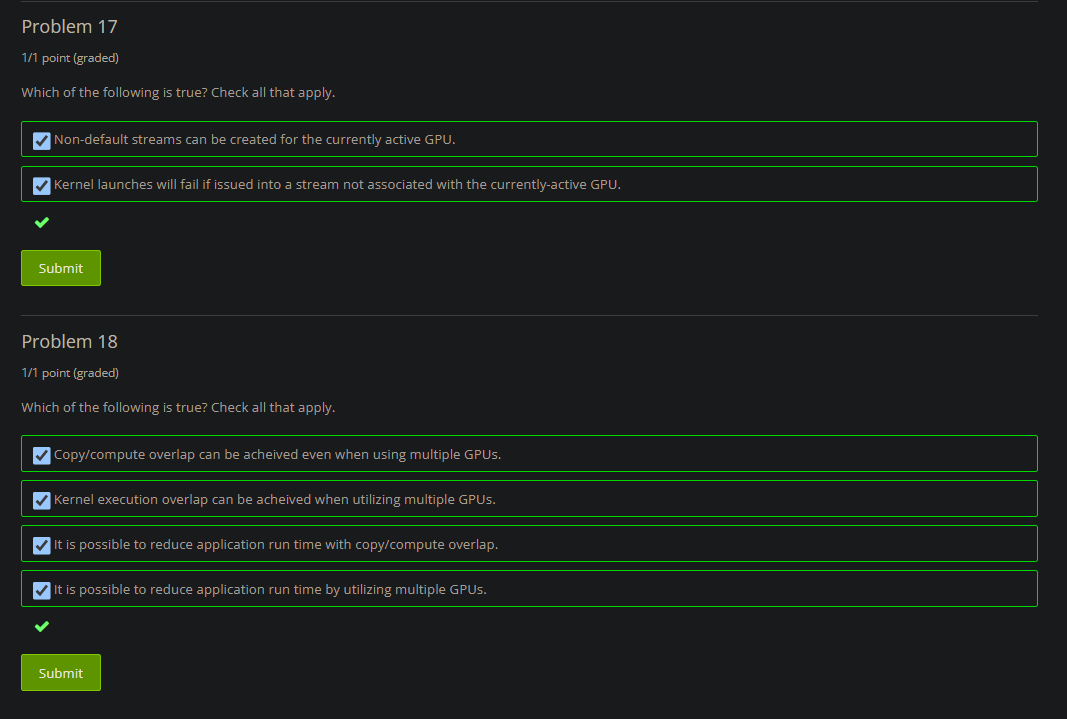 Problem 17
1/1 point (graded)
Which of the following is true? Check all that apply.
Non-default streams can be created for the currently active GPU.
Kernel launches will fail if issued into a stream not associated with the currently-active GPU.
Submit
Problem 18
1/1 point (graded)
Which of the following is true? Check all that apply.
Copy/compute overlap can be acheived even when using multiple GPUs.
Kernel execution overlap can be acheived when utilizing multiple GPUs.
It is possible to reduce application run time with copy/compute overlap.
It is possible to reduce application run time by utilizing multiple GPUs.
Submit